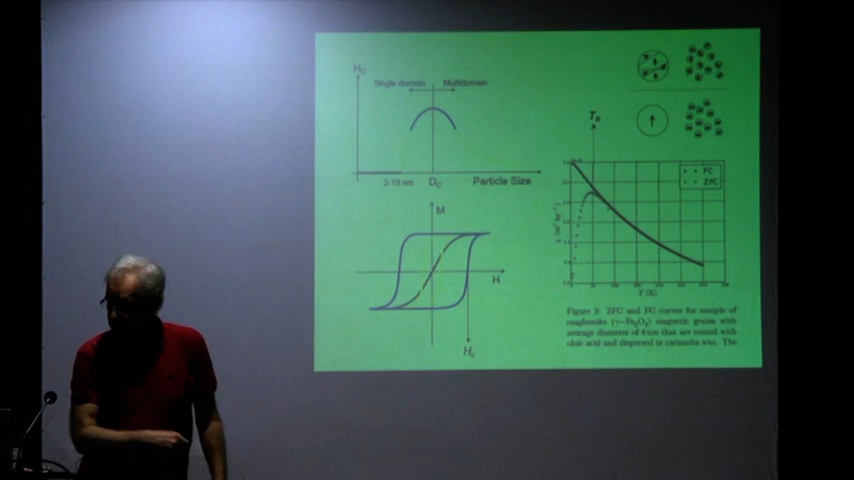 H_C
Single domain
Multidomain
2-10 nm
D_C
Particle Size
M
H
H_c
T_B
FC
ZFC
T (K)
Figure 2: ZFC and FC curves for sample of
maghemite (γ−Fe₂O₃) magnetic grains with
average diameter of 8 nm that are coated with
oleic acid and dispersed in carnauba wax. The